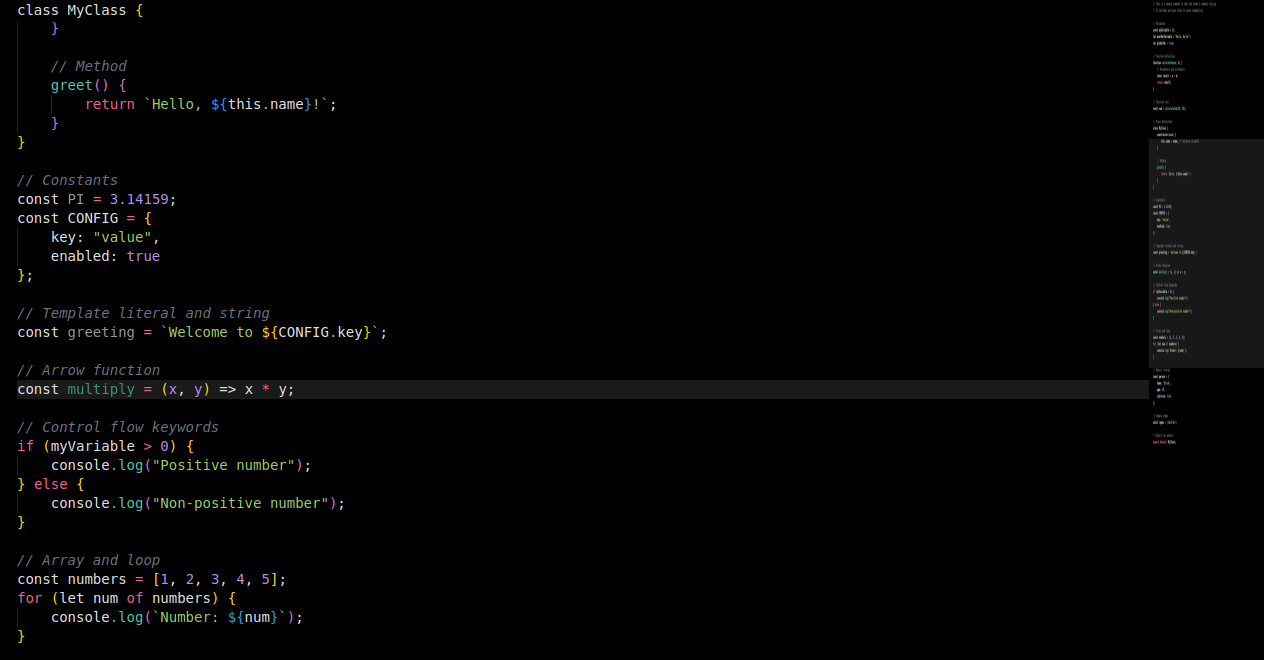 class MyClass {
    }

    // Method
    greet() {
        return `Hello, ${this.name}!`;
    }
}

// Constants
const PI = 3.14159;
const CONFIG = {
    key: "value",
    enabled: true
};

// Template literal and string
const greeting = `Welcome to ${CONFIG.key}`;

// Arrow function
const multiply = (x, y) => x * y;

// Control flow keywords
if (myVariable > 0) {
    console.log("Positive number");
} else {
    console.log("Non-positive number");
}

// Array and loop
const numbers = [1, 2, 3, 4, 5];
for (let num of numbers) {
    console.log(`Number: ${num}`);
}